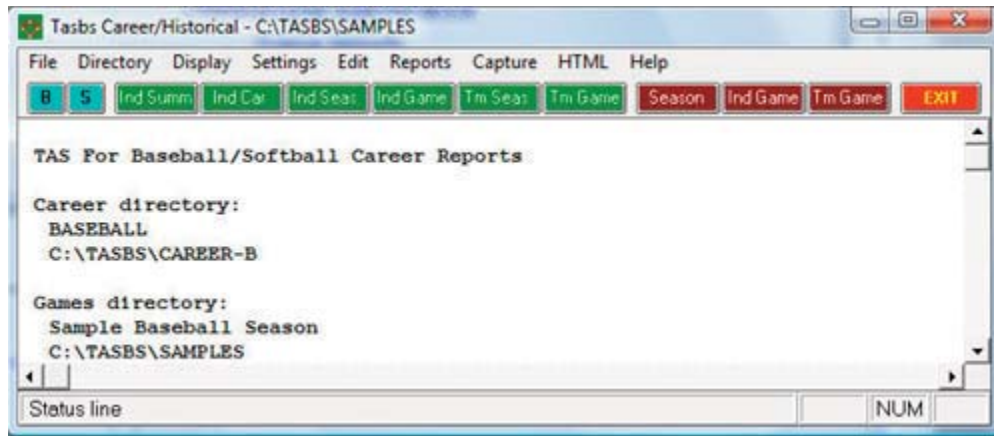 Tasbs Career/Historical - C:\TASBS\SAMPLES
File Directory Display Settings Edit Reports Capture HTML Help
B S Ind Summ Ind Car Ind Seas Ind Game Tm Seas Tm Game Season Ind Game Tm Game EXIT
TAS For Baseball/Softball Career Reports
Career directory:
BASEBALL
C:\TASBS\CAREER-B
Games directory:
Sample Baseball Season
C:\TASBS\SAMPLES
Status line NUM